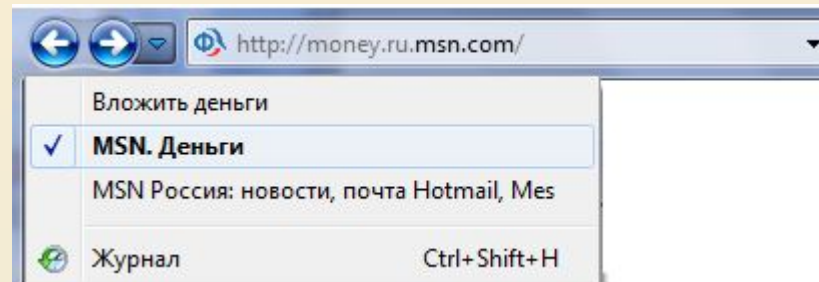 http://money.ru.msn.com/
Вложить деньги
MSN. Деньги
MSN Россия: новости, почта Hotmail, Mes
Журнал Ctrl+Shift+H